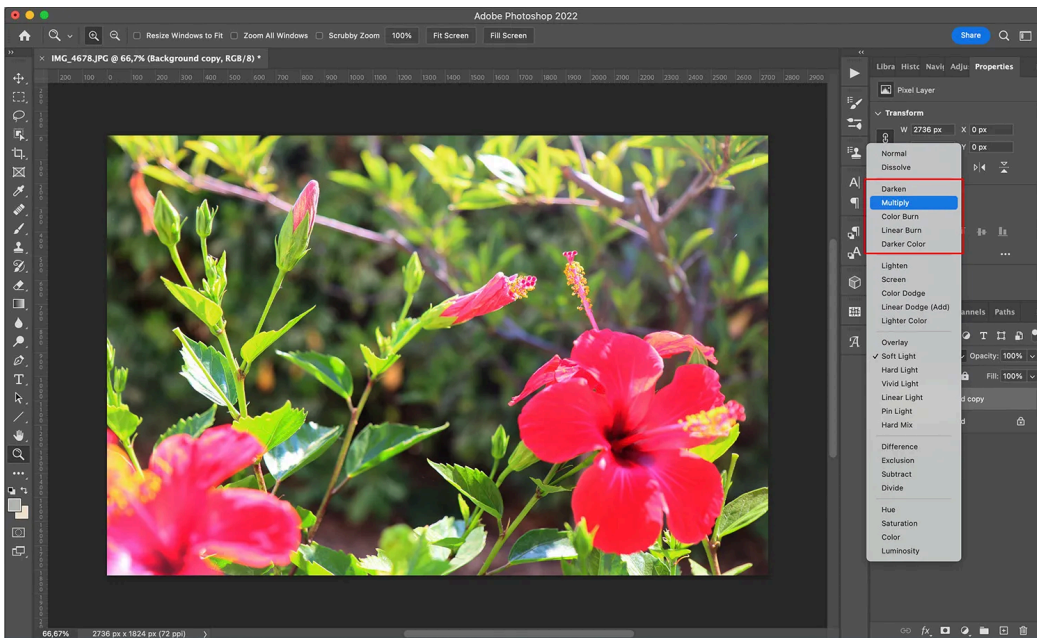 Adobe Photoshop 2022
Resize Windows to Fit Zoom All Windows Scrubby Zoom 100% Fit Screen Fill Screen Share
IMG_4678.JPG @ 66,7% (Background copy, RGB/8) *
Libra Histc Navi Adju Properties
200 100 0 100 200 300 400 500 600 700 800 900 1000 1100 1200 1300 1400 1500 1600 1700 1800 1900 2000 2100 2200 2300 2400 2500 2600 2700 2800 2900
Pixel Layer
Transform
W 2736 px X 0 px
Y 0 px
Normal
Dissolve
Darken
Multiply
Color Burn
Linear Burn
Darker Color
Lighten
Screen
Color Dodge
Linear Dodge (Add)
Lighter Color
annels Paths
Overlay
Soft Light
Opacity: 100%
Hard Light
Fill: 100%
Vivid Light
Linear Light
d copy
Pin Light
Hard Mix
d
Difference
Exclusion
Subtract
Divide
Hue
Saturation
Color
Luminosity
66,67% 2736 px x 1824 px (72 ppi)
fx